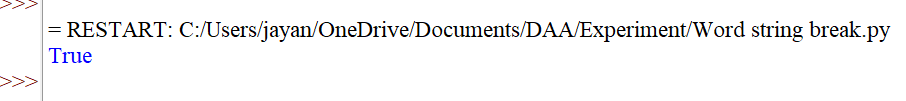 >>>
= RESTART: C:/Users/jayan/OneDrive/Documents/DAA/Experiment/Word string break.py
True
>>>